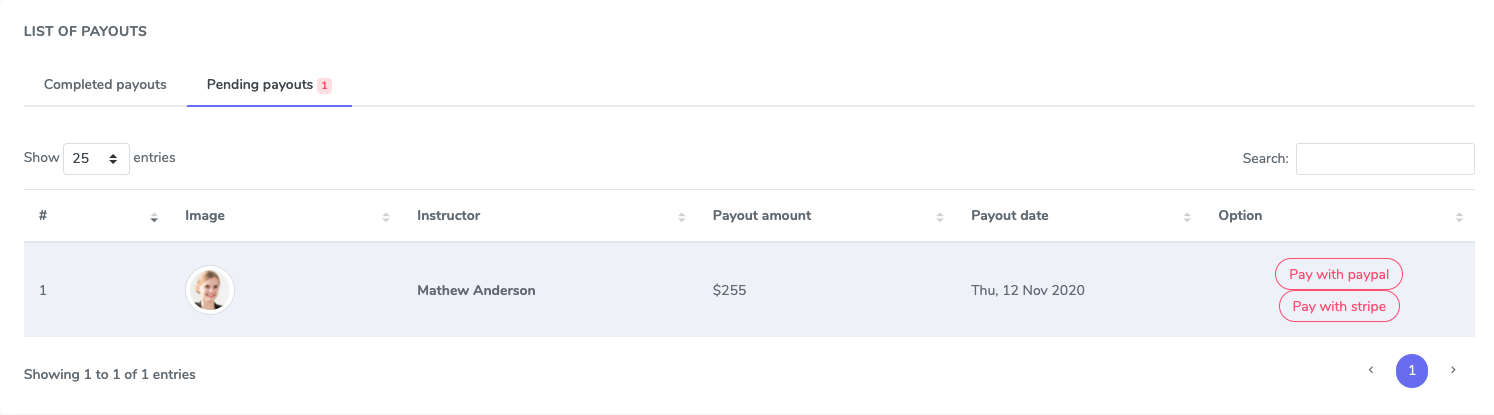 LIST OF PAYOUTS
Completed payouts Pending payouts 1
Show 25 entries Search:
# Image Instructor Payout amount Payout date Option
1 Mathew Anderson $255 Thu, 12 Nov 2020 Pay with paypal
Pay with stripe
Showing 1 to 1 of 1 entries ‹ 1 ›